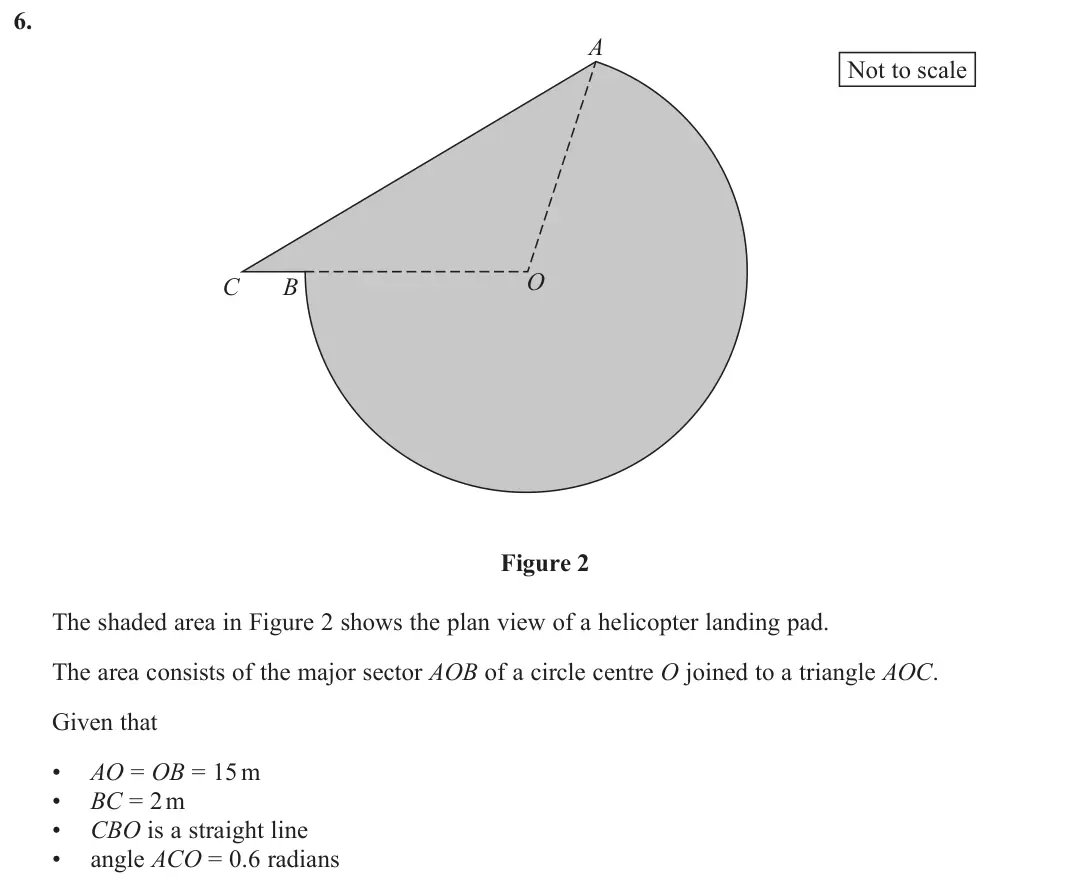 6.
A
Not to scale
C
B
O
Figure 2
The shaded area in Figure 2 shows the plan view of a helicopter landing pad.
The area consists of the major sector AOB of a circle centre O joined to a triangle AOC.
Given that
• AO = OB = 15 m
• BC = 2 m
• CBO is a straight line
• angle ACO = 0.6 radians